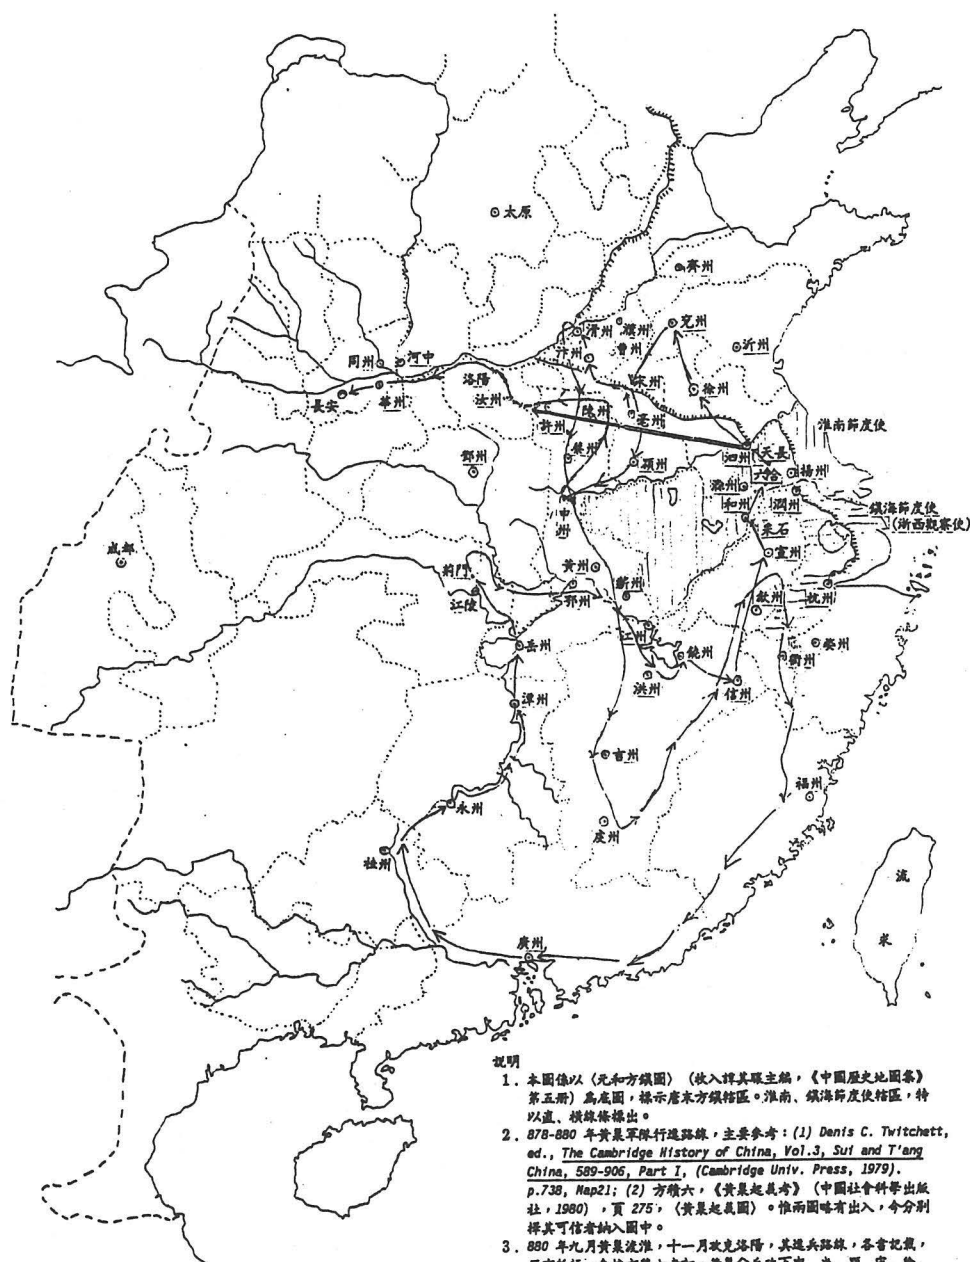 太原
齊州
滑州
濮州
兗州
汴州
曹州
沂州
同州
河中
洛陽
宋州
徐州
長安
華州
汝州
陳州
亳州
許州
淮南節度使
蔡州
潁州
泗州
天長
鄧州
六合
揚州
滁州
申州
和州
潤州
鎮海節度使
(浙西觀察使)
采石
成都
宣州
荊門
黃州
蘄州
江陵
鄂州
歙州
杭州
江州
岳州
饒州
衢州
婺州
洪州
信州
潭州
吉州
福州
永州
虔州
桂州
流
求
廣州
說明
1. 本圖係以〈元和方鎮圖〉(收入譚其驤主編,《中國歷史地圖集》
第五冊)為底圖,標示唐末方鎮轄區。淮南、鎮海節度使轄區,特
以直、橫線條標出。
2. 878-880 年黃巢軍隊行進路線,主要參考:(1) Denis C. Twitchett,
ed., The Cambridge History of China, Vol.3, Sui and T'ang
China, 589-906, Part I, (Cambridge Univ. Press, 1979).
p.738, Map21; (2) 方積六,《黃巢起義考》(中國社會科學出版
社,1980),頁 275,〈黃巢起義圖〉。惟兩圖略有出入,今分別
擇其可信者納入圖中。
3. 880 年九月黃巢渡淮,十一月攻克洛陽,其進兵路線,各書記載,